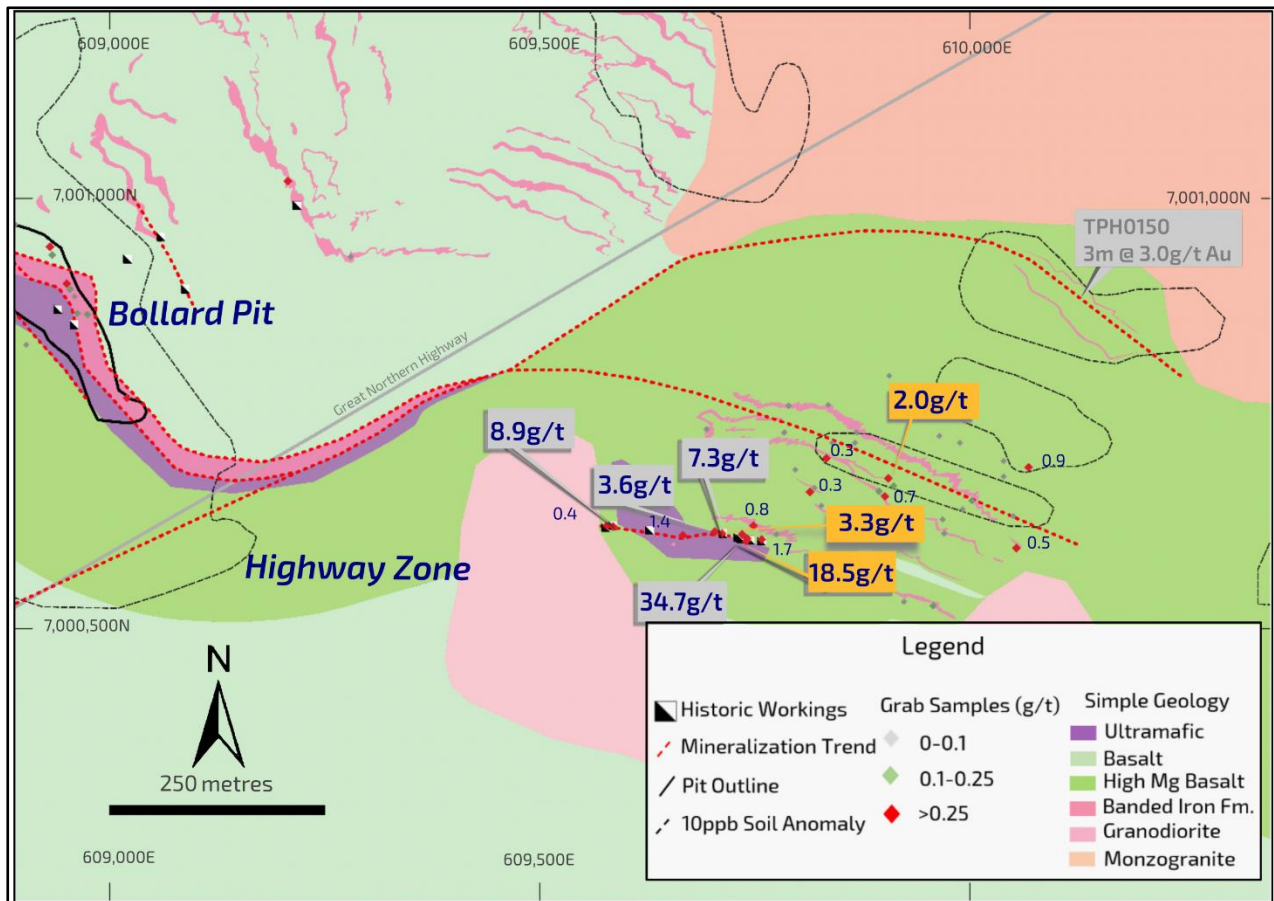 609,000E
609,500E
610,000E
7,001,000N
7,001,000N
TPH0150
3m @ 3.0g/t Au
Bollard Pit
Great Northern Highway
2.0g/t
8.9g/t
7.3g/t
0.3
0.9
3.6g/t
0.3
0.7
0.4
1.4
0.8
3.3g/t
0.5
1.7
Highway Zone
18.5g/t
34.7g/t
7,000,500N
N
250 metres
Legend
Historic Workings
Mineralization Trend
Pit Outline
10ppb Soil Anomaly
Grab Samples (g/t)
0-0.1
0.1-0.25
>0.25
Simple Geology
Ultramafic
Basalt
High Mg Basalt
Banded Iron Fm.
Granodiorite
Monzogranite
609,000E
609,500E